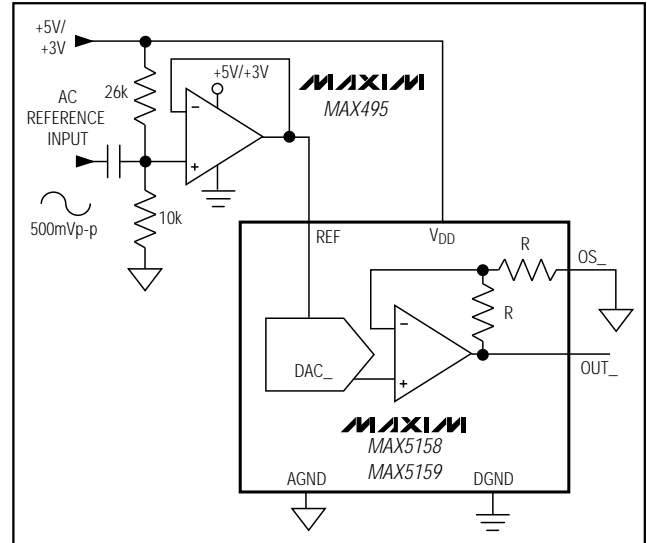 +5V/
+3V
26k
+5V/+3V
MAXIM
MAX495
AC
REFERENCE
INPUT
−
+
10k
500mVp-p
REF
VDD
R
OS_
R
−
DAC_
+
OUT_
MAXIM
MAX5158
MAX5159
AGND
DGND